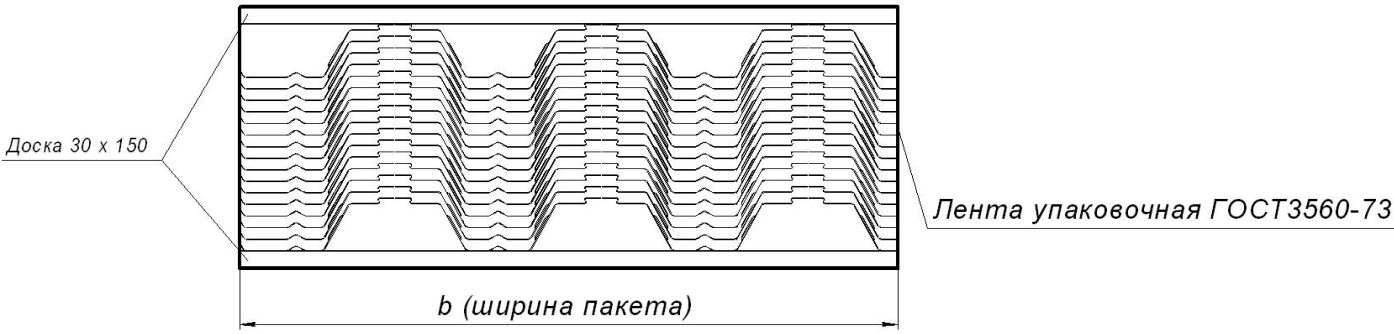 Доска 30 х 150
Лента упаковочная ГОСТ3560-73
b (ширина пакета)